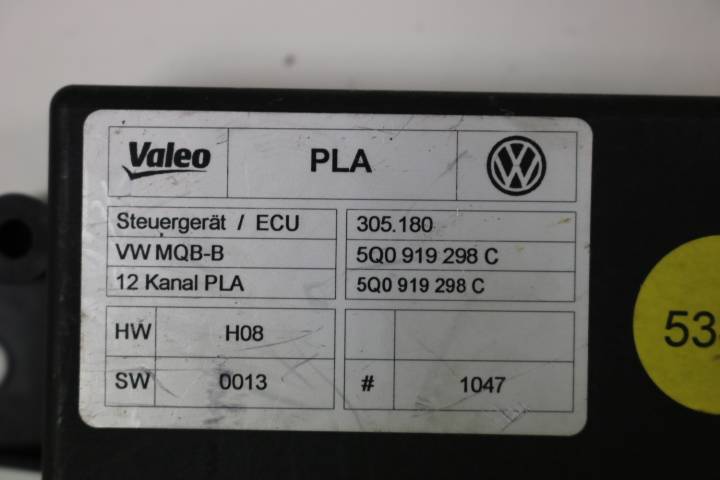 Valeo PLA VW
Steuergerät / ECU 305.180
VW MQB-B 5Q0 919 298 C
12 Kanal PLA 5Q0 919 298 C
HW H08
SW 0013 # 1047
53